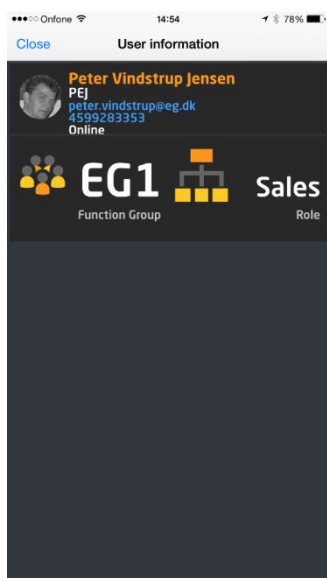 Onfone 14:54 78%
Close User information
Peter Vindstrup Jensen
PEJ
peter.vindstrup@eg.dk
4599283353
Online
EG1 Sales
Function Group Role